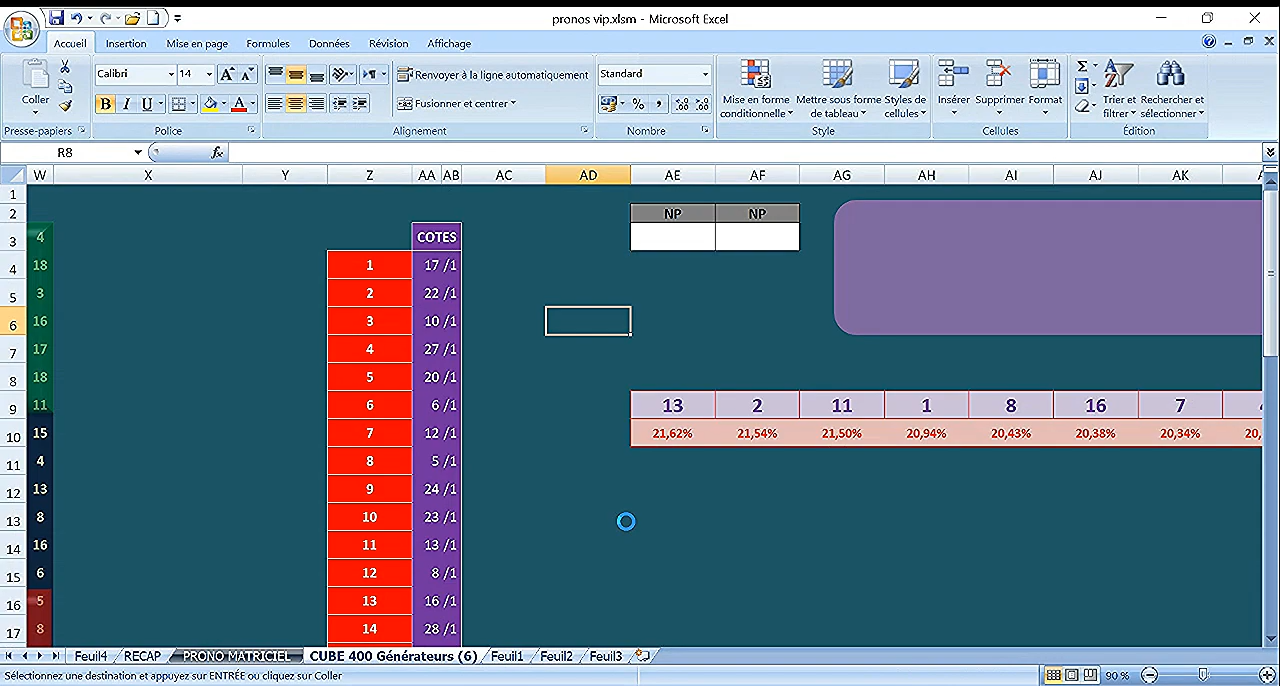 pronos vip.xlsm - Microsoft Excel
Accueil Insertion Mise en page Formules Données Révision Affichage
Coller
Calibri 14
G I U
Renvoyer à la ligne automatiquement
Fusionner et centrer
Standard
% ,
Mise en forme conditionnelle
Mettre sous forme de tableau
Styles de cellules
Insérer Supprimer Format
Trier et filtrer
Rechercher et sélectionner
Presse-papiers Police Alignement Nombre Style Cellules Édition
R8 fx
W X Y Z AA AB AC AD AE AF AG AH AI AJ AK
1
2 NP NP
3 4 COTES
4 18 1 17 /1
5 3 2 22 /1
6 16 3 10 /1
7 17 4 27 /1
8 18 5 20 /1
9 11 6 6 /1 13 2 11 1 8 16 7
10 15 7 12 /1 21,62% 21,54% 21,50% 20,94% 20,43% 20,38% 20,34% 20,
11 4 8 5 /1
12 13 9 24 /1
13 8 10 23 /1
14 16 11 13 /1
15 6 12 8 /1
16 5 13 16 /1
17 8 14 28 /1
Feuil4 RECAP PRONO MATRICIEL CUBE 400 Générateurs (6) Feuil1 Feuil2 Feuil3
Sélectionnez une destination et appuyez sur ENTRÉE ou cliquez sur Coller 90 %